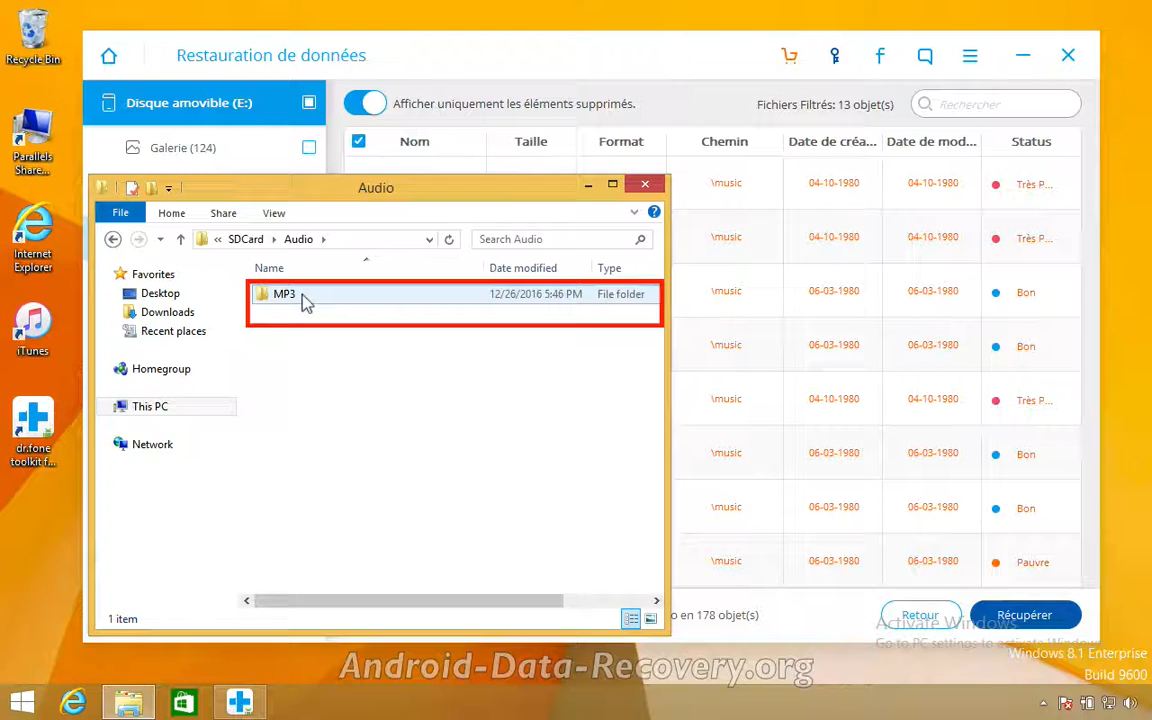 Recycle Bin
Parallels
Share...
Internet
Explorer
iTunes
dr.fone
toolkit f...
Restauration de données
Disque amovible (E:)
Galerie (124)
Afficher uniquement les éléments supprimés.
Fichiers Filtrés: 13 objet(s)
Rechercher
Nom Taille Format Chemin Date de créa... Date de mod... Status
\music 04-10-1980 04-10-1980 Très P...
\music 04-10-1980 04-10-1980 Très P...
\music 06-03-1980 06-03-1980 Bon
\music 06-03-1980 06-03-1980 Bon
\music 04-10-1980 04-10-1980 Très P...
\music 06-03-1980 06-03-1980 Bon
\music 06-03-1980 06-03-1980 Bon
\music 06-03-1980 06-03-1980 Pauvre
o en 178 objet(s)
Retour
Récupérer
Audio
File Home Share View
« SDCard Audio
Search Audio
Name Date modified Type
MP3 12/26/2016 5:46 PM File folder
Favorites
Desktop
Downloads
Recent places
Homegroup
This PC
Network
1 item
Activate Windows
Go to PC settings to activate Windows
Windows 8.1 Enterprise
Build 9600
Android-Data-Recovery.org